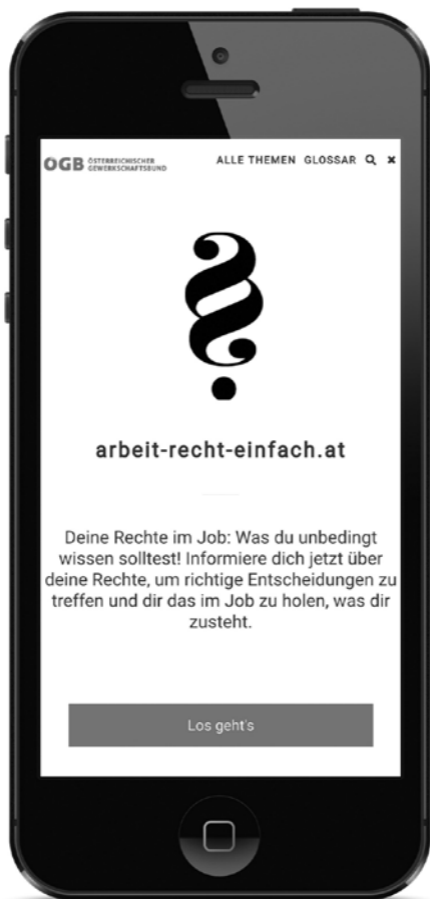 ÖGB ÖSTERREICHISCHER
GEWERKSCHAFTSBUND
ALLE THEMEN GLOSSAR
arbeit-recht-einfach.at
Deine Rechte im Job: Was du unbedingt
wissen solltest! Informiere dich jetzt über
deine Rechte, um richtige Entscheidungen zu
treffen und dir das im Job zu holen, was dir
zusteht.
Los geht's